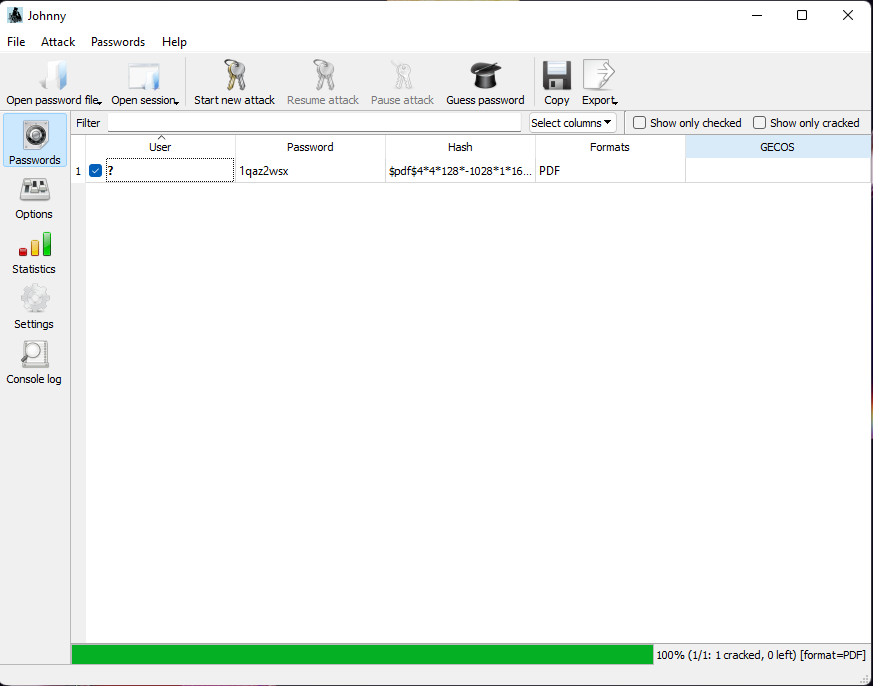 Johnny
File Attack Passwords Help
Open password file Open session Start new attack Resume attack Pause attack Guess password Copy Export
Filter Select columns Show only checked Show only cracked
Passwords
User Password Hash Formats GECOS
1 ? 1qaz2wsx $pdf$4*4*128*-1028*1*16... PDF
Options
Statistics
Settings
Console log
100% (1/1: 1 cracked, 0 left) [format=PDF]